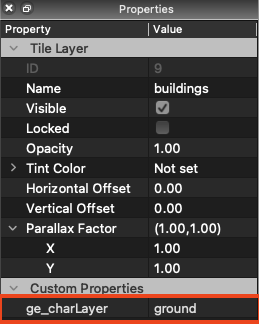 Properties
Property Value
Tile Layer
ID 9
Name buildings
Visible
Locked
Opacity 1.00
Tint Color Not set
Horizontal Offset 0.00
Vertical Offset 0.00
Parallax Factor (1.00,1.00)
X 1.00
Y 1.00
Custom Properties
ge_charLayer ground